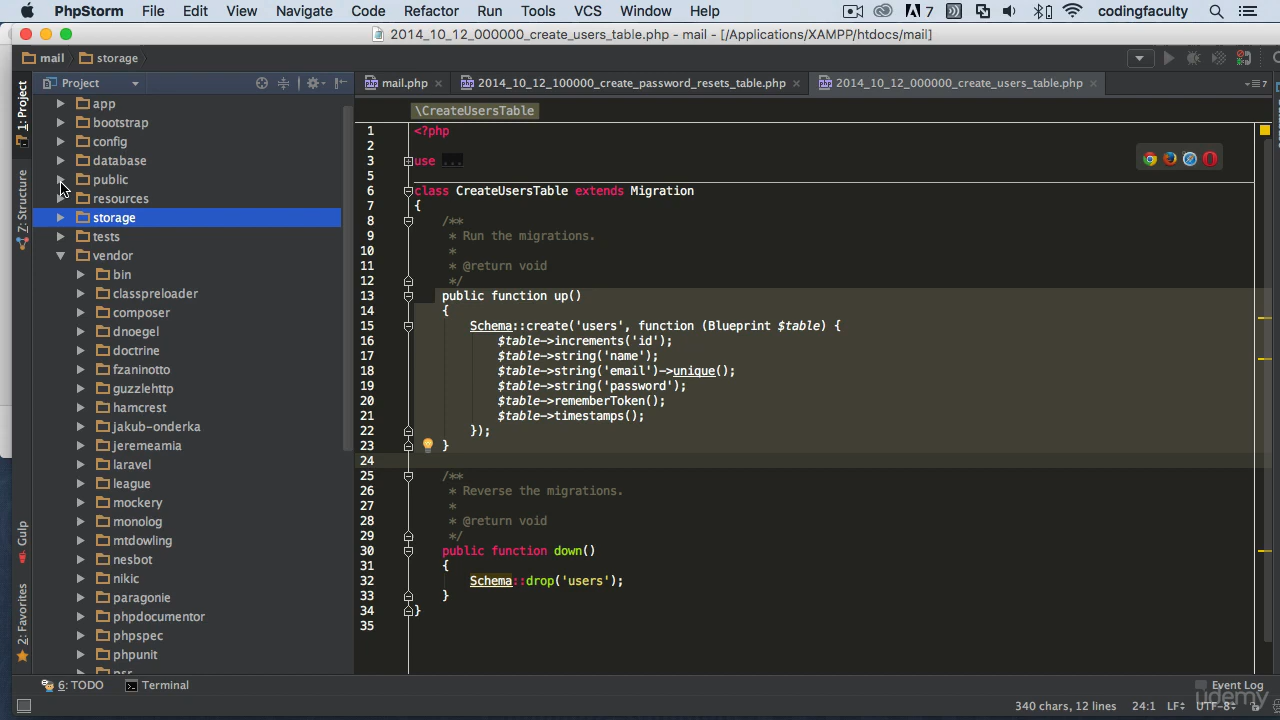 PhpStorm File Edit View Navigate Code Refactor Run Tools VCS Window Help 7 codingfaculty
2014_10_12_000000_create_users_table.php - mail - [/Applications/XAMPP/htdocs/mail]
mail storage
Project mail.php 2014_10_12_100000_create_password_resets_table.php 2014_10_12_000000_create_users_table.php
1: Project
Z: Structure
Gulp
2: Favorites
app
bootstrap
config
database
public
resources
storage
tests
vendor
bin
classpreloader
composer
dnoegel
doctrine
fzaninotto
guzzlehttp
hamcrest
jakub-onderka
jeremeamia
laravel
league
mockery
monolog
mtdowling
nesbot
nikic
paragonie
phpdocumentor
phpspec
phpunit
psr
\CreateUsersTable
1 <?php
2
3 use ...
5
6 class CreateUsersTable extends Migration
7 {
8 /**
9 * Run the migrations.
10 *
11 * @return void
12 */
13 public function up()
14 {
15 Schema::create('users', function (Blueprint $table) {
16 $table->increments('id');
17 $table->string('name');
18 $table->string('email')->unique();
19 $table->string('password');
20 $table->rememberToken();
21 $table->timestamps();
22 });
23 }
24
25 /**
26 * Reverse the migrations.
27 *
28 * @return void
29 */
30 public function down()
31 {
32 Schema::drop('users');
33 }
34 }
35
6: TODO Terminal Event Log
340 chars, 12 lines 24:1 LF UTF-8
udemy